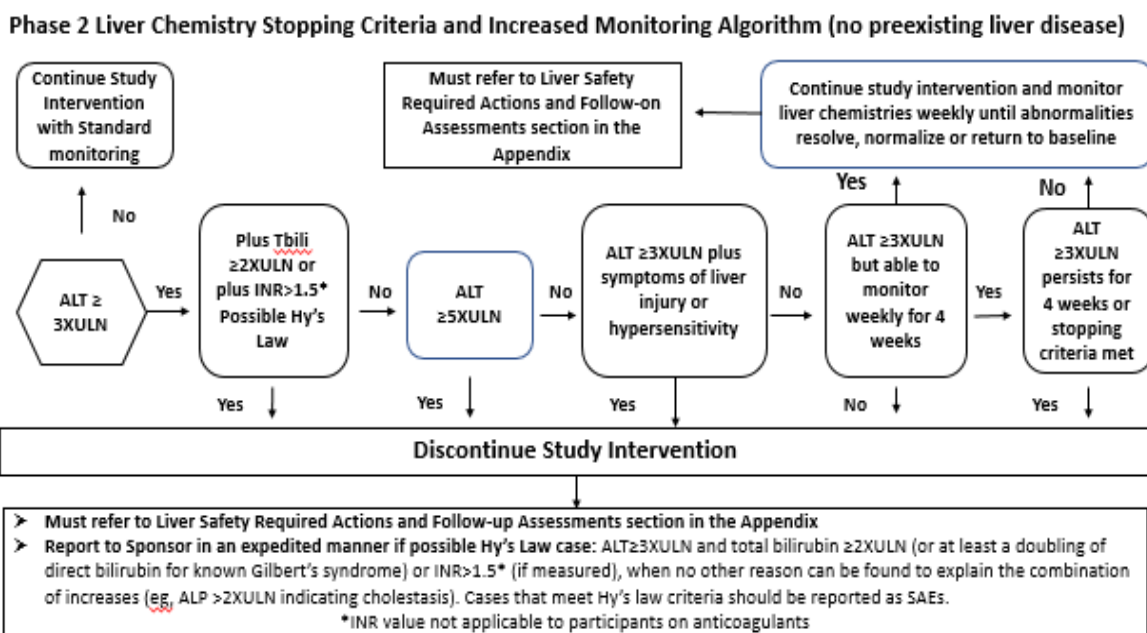 Phase 2 Liver Chemistry Stopping Criteria and Increased Monitoring Algorithm (no preexisting liver disease)
Continue Study
Intervention
with Standard
monitoring
Must refer to Liver Safety
Required Actions and Follow-on
Assessments section in the
Appendix
Continue study intervention and monitor
liver chemistries weekly until abnormalities
resolve, normalize or return to baseline
No
Yes
No
ALT ≥
3XULN
Yes
Plus Tbili
≥2XULN or
plus INR>1.5*
Possible Hy's
Law
No
ALT
≥5XULN
No
ALT ≥3XULN plus
symptoms of liver
injury or
hypersensitivity
No
ALT ≥3XULN
but able to
monitor
weekly for 4
weeks
Yes
ALT
≥3XULN
persists for
4 weeks or
stopping
criteria met
Yes
Yes
Yes
No
Yes
Discontinue Study Intervention
➤ Must refer to Liver Safety Required Actions and Follow-up Assessments section in the Appendix
➤ Report to Sponsor in an expedited manner if possible Hy's Law case: ALT≥3XULN and total bilirubin ≥2XULN (or at least a doubling of
direct bilirubin for known Gilbert's syndrome) or INR>1.5* (if measured), when no other reason can be found to explain the combination
of increases (eg, ALP >2XULN indicating cholestasis). Cases that meet Hy's law criteria should be reported as SAEs.
*INR value not applicable to participants on anticoagulants